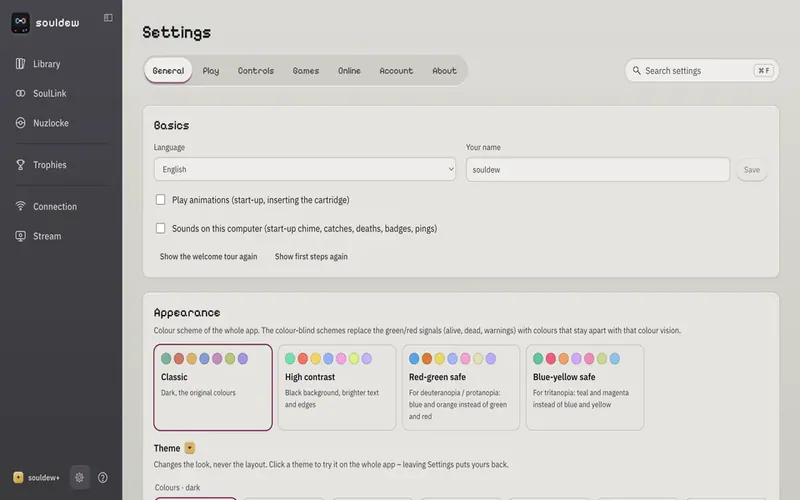 souldew
Library
SoulLink
Nuzlocke
Trophies
Connection
Stream
souldew+
Settings
General Play Controls Games Online Account About
Search settings ⌘ F
Basics
Language
English
Your name
souldew
Save
Play animations (start-up, inserting the cartridge)
Sounds on this computer (start-up chime, catches, deaths, badges, pings)
Show the welcome tour again Show first steps again
Appearance
Colour scheme of the whole app. The colour-blind schemes replace the green/red signals (alive, dead, warnings) with colours that stay apart with that colour vision.
Classic
Dark, the original colours
High contrast
Black background, brighter text
and edges
Red-green safe
For deuteranopia / protanopia:
blue and orange instead of green
and red
Blue-yellow safe
For tritanopia: teal and magenta
instead of blue and yellow
Theme
Changes the look, never the layout. Click a theme to try it on the whole app – leaving Settings puts yours back.
Colours · dark